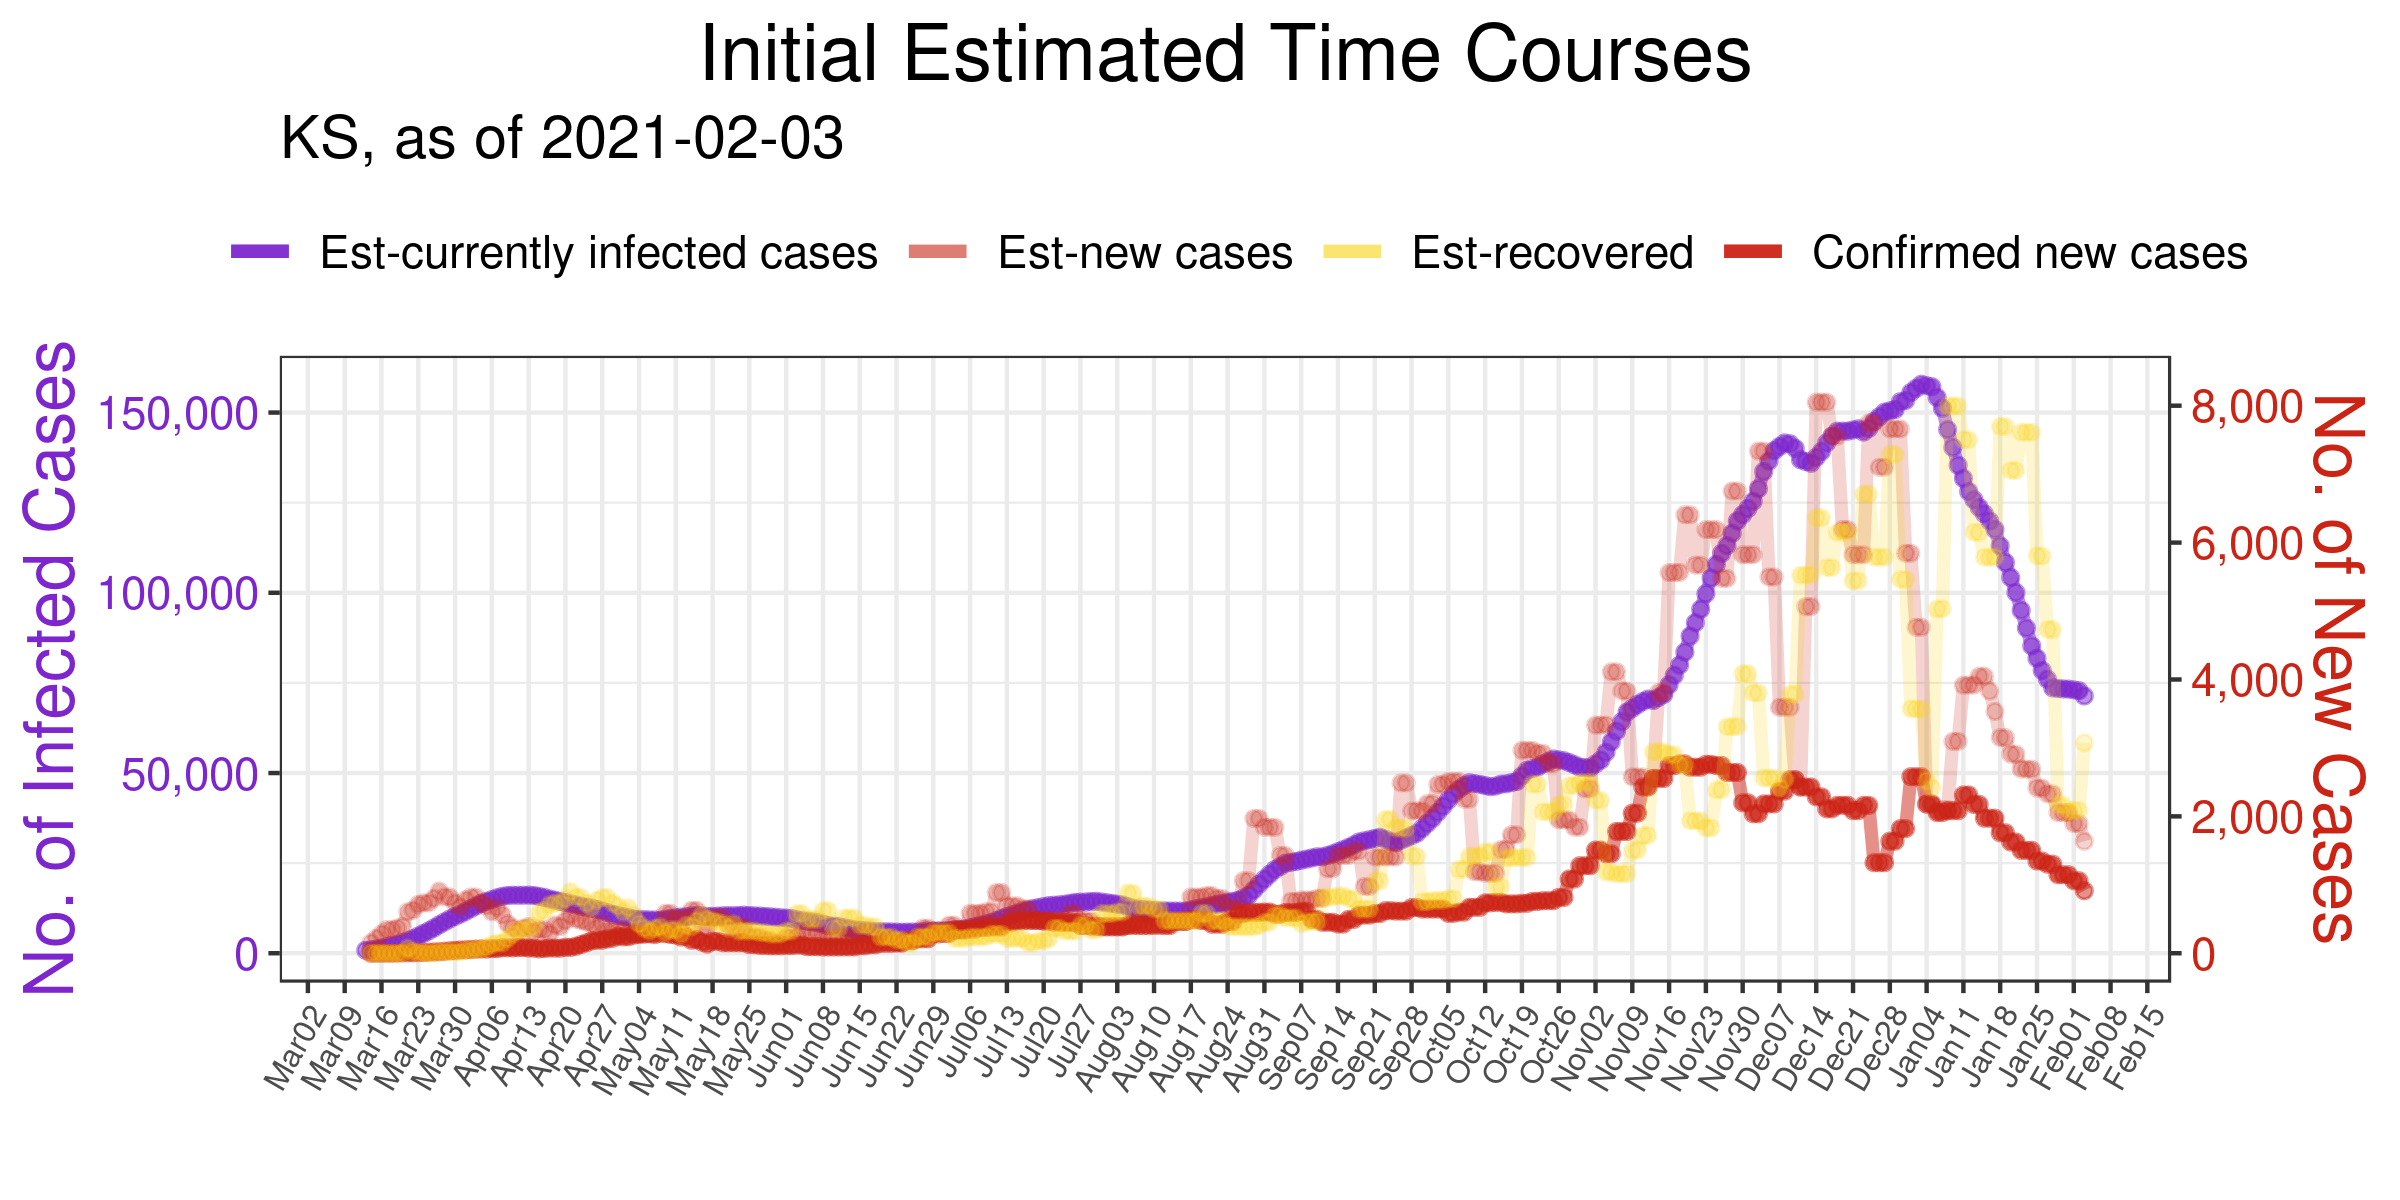 Initial Estimated Time Courses
KS, as of 2021-02-03
Est-currently infected cases
Est-new cases
Est-recovered
Confirmed new cases
No. of Infected Cases
150,000
100,000
50,000
0
8,000
6,000
4,000
2,000
0
No. of New Cases
Mar02
Mar09
Mar16
Mar23
Mar30
Apr06
Apr13
Apr20
Apr27
May04
May11
May18
May25
Jun01
Jun08
Jun15
Jun22
Jun29
Jul06
Jul13
Jul20
Jul27
Aug03
Aug10
Aug17
Aug24
Aug31
Sep07
Sep14
Sep21
Sep28
Oct05
Oct12
Oct19
Oct26
Nov02
Nov09
Nov16
Nov23
Nov30
Dec07
Dec14
Dec21
Dec28
Jan04
Jan11
Jan18
Jan25
Feb01
Feb08
Feb15